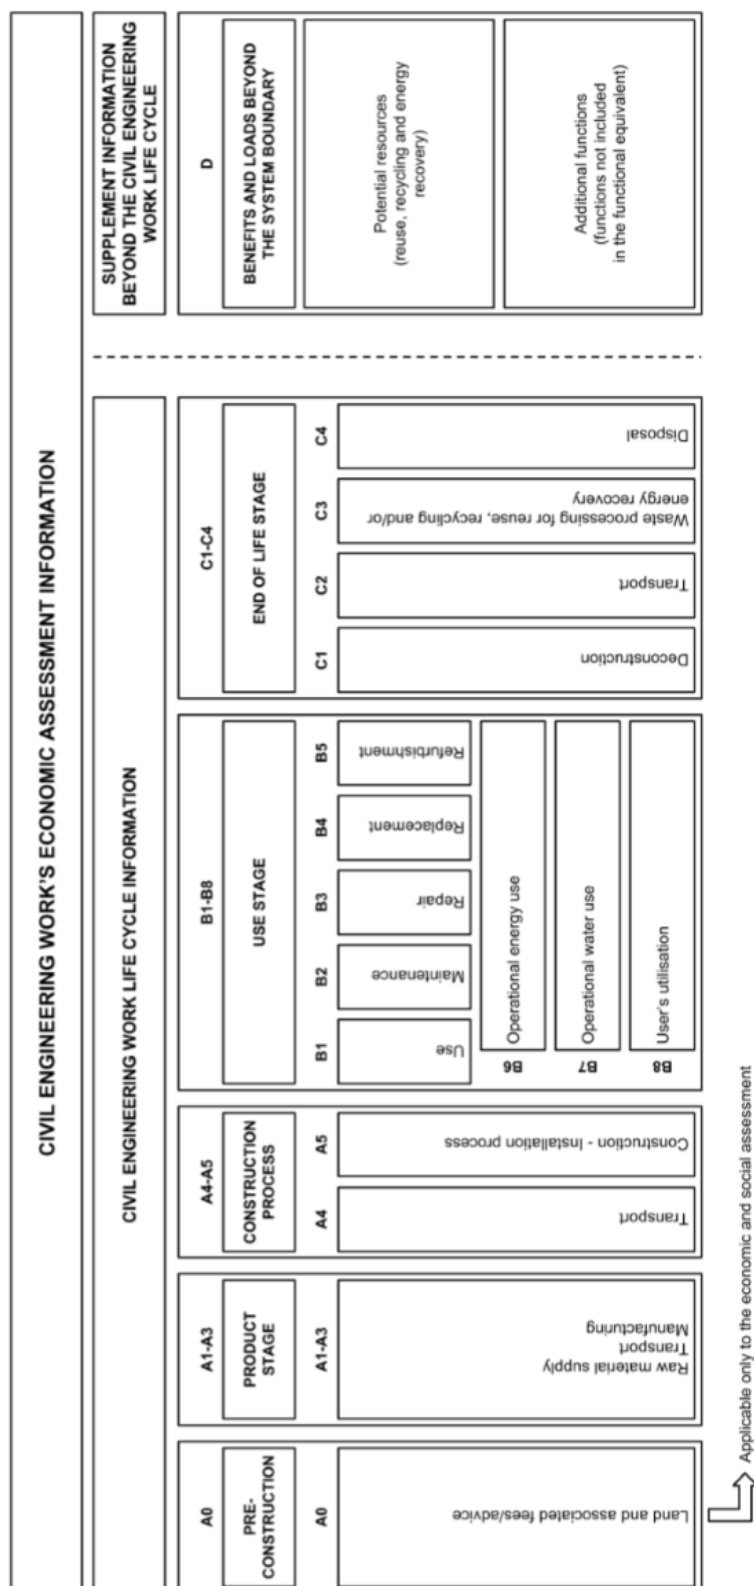 CIVIL ENGINEERING WORK'S ECONOMIC ASSESSMENT INFORMATION
CIVIL ENGINEERING WORK LIFE CYCLE INFORMATION
SUPPLEMENT INFORMATION
BEYOND THE CIVIL ENGINEERING
WORK LIFE CYCLE
A0
PRE-
CONSTRUCTION
A0
Land and associated fees/advice
A1-A3
PRODUCT
STAGE
A1-A3
Raw material supply
Transport
Manufacturing
A4-A5
CONSTRUCTION
PROCESS
A4
Transport
A5
Construction - Installation process
B1-B8
USE STAGE
B1
Use
B2
Maintenance
B3
Repair
B4
Replacement
B5
Refurbishment
B6
Operational energy use
B7
Operational water use
B8
User's utilisation
C1-C4
END OF LIFE STAGE
C1
Deconstruction
C2
Transport
C3
Waste processing for reuse, recycling and/or
energy recovery
C4
Disposal
D
BENEFITS AND LOADS BEYOND
THE SYSTEM BOUNDARY
Potential resources
(reuse, recycling and energy
recovery)
Additional functions
(functions not included
in the functional equivalent)
Applicable only to the economic and social assessment